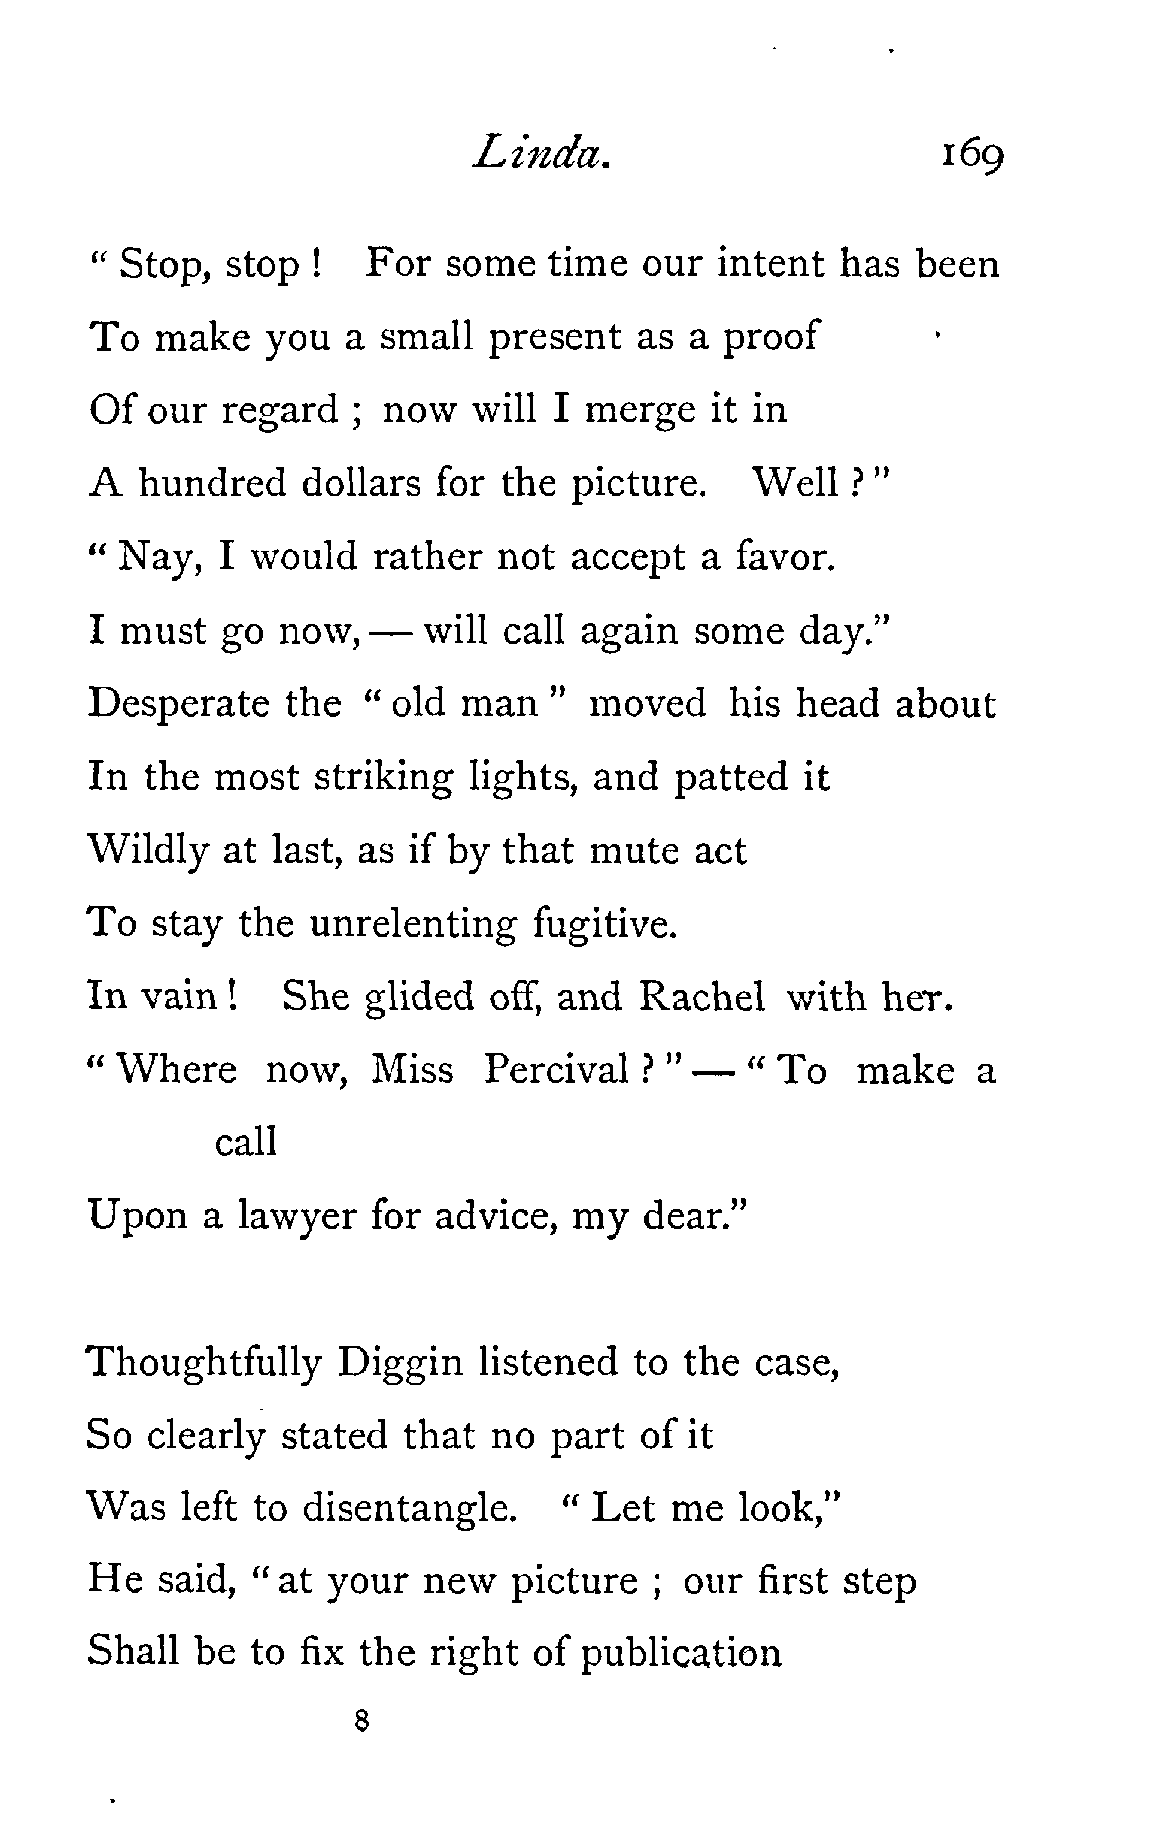 Linda. 169
“ Stop, stop ! For some time our intent has been
To make you a small present as a proof
Of our regard ; now will I merge it in
A hundred dollars for the picture. Well ? ”
“ Nay, I would rather not accept a favor.
I must go now, — will call again some day.”
Desperate the “ old man ” moved his head about
In the most striking lights, and patted it
Wildly at last, as if by that mute act
To stay the unrelenting fugitive.
In vain ! She glided off, and Rachel with her.
“ Where now, Miss Percival ? ” — “ To make a
call
Upon a lawyer for advice, my dear.”
Thoughtfully Diggin listened to the case,
So clearly stated that no part of it
Was left to disentangle. “ Let me look,”
He said, “ at your new picture ; our first step
Shall be to fix the right of publication
8